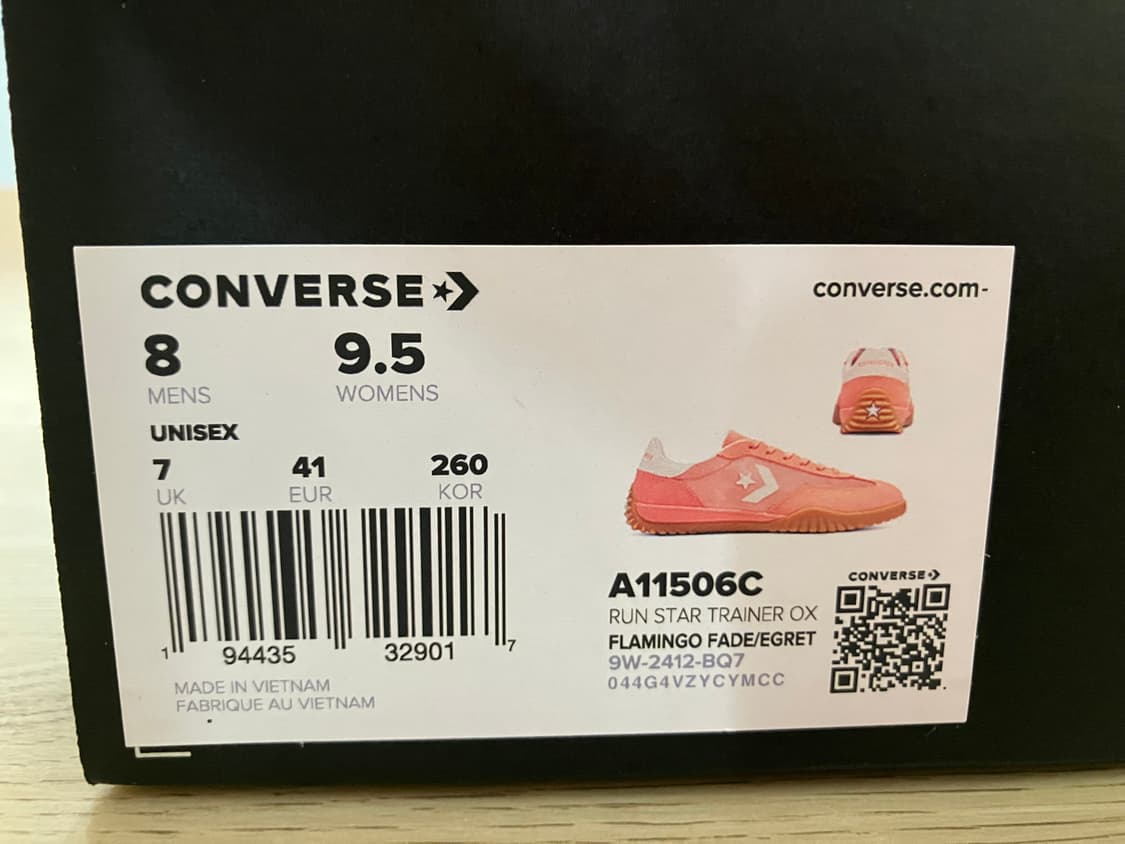 CONVERSE
converse.com-
8 9.5
MENS WOMENS
UNISEX
7 41 260
UK EUR KOR
1 94435 32901 7
MADE IN VIETNAM
FABRIQUE AU VIETNAM
A11506C
RUN STAR TRAINER OX
FLAMINGO FADE/EGRET
9W-2412-BQ7
044G4VZYCYMCC
CONVERSE